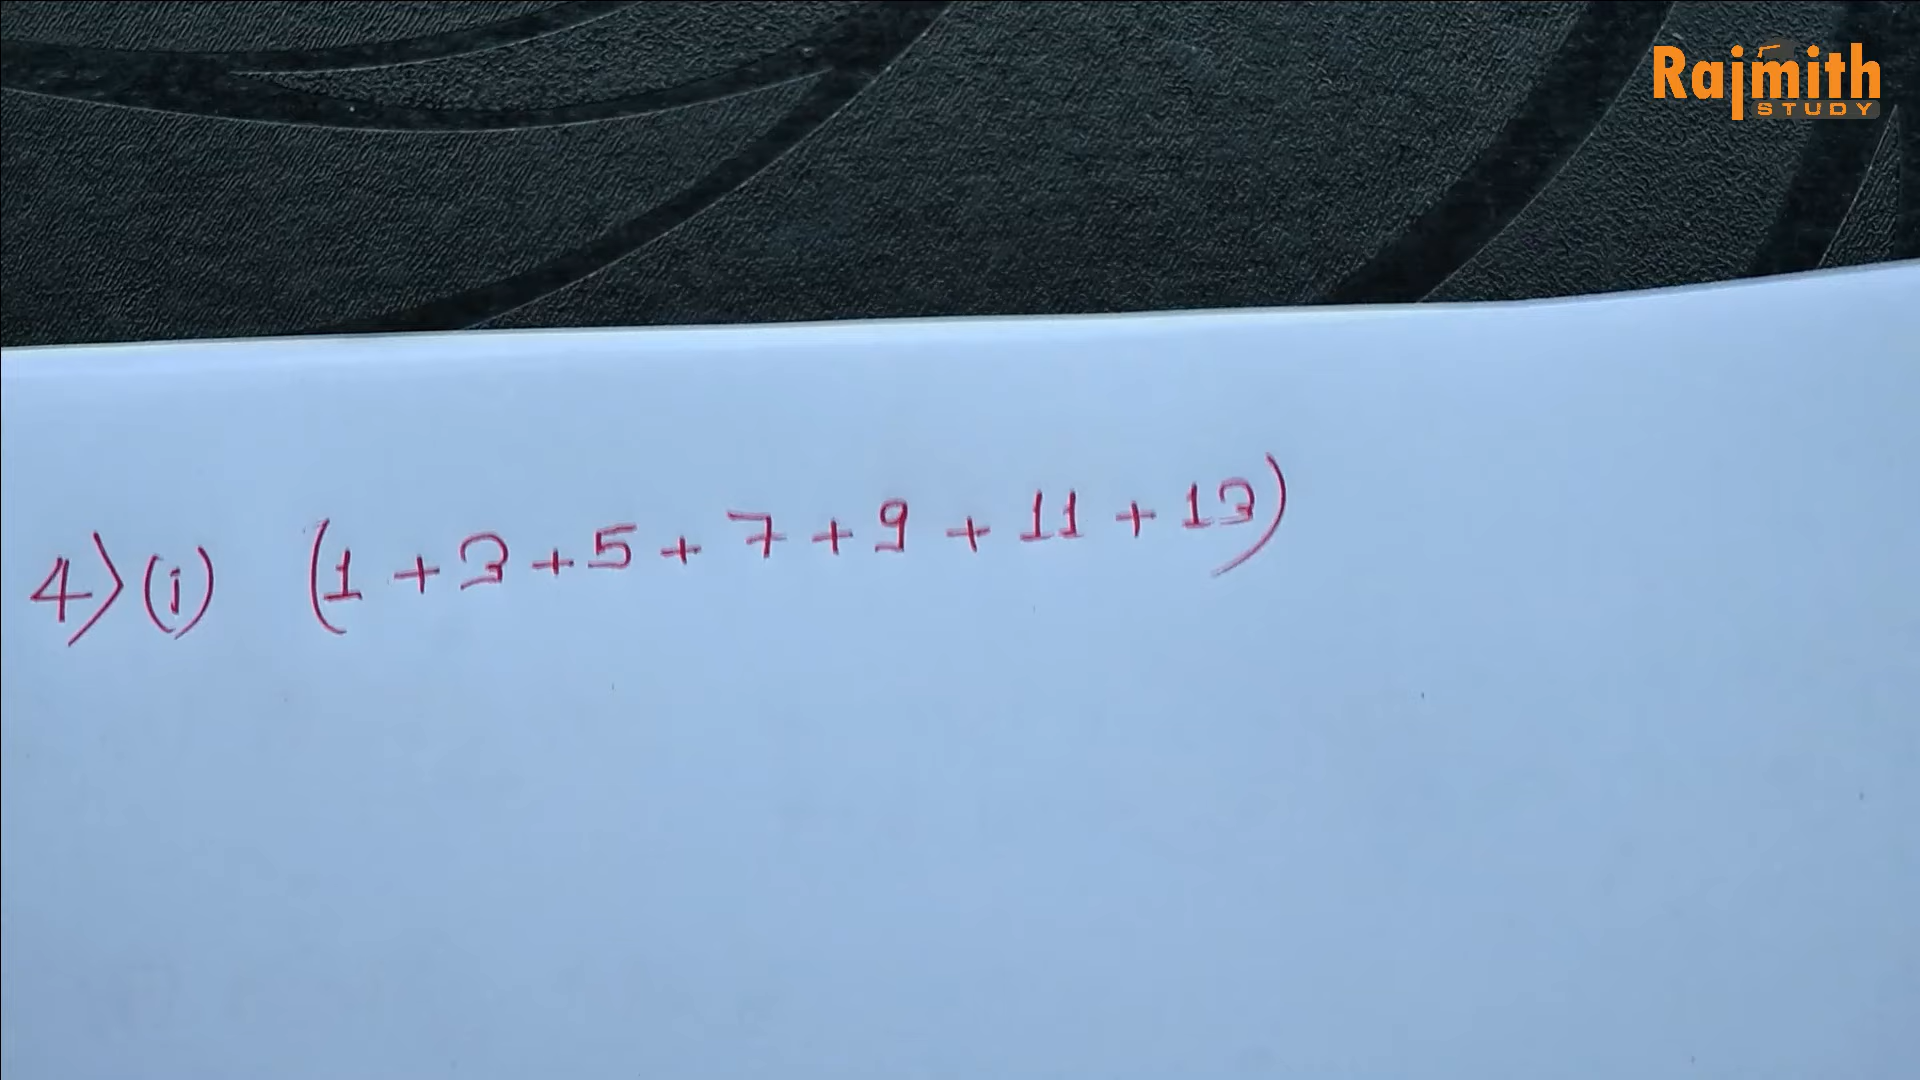 Rajmith
STUDY
4) (i) (1 + 3 + 5 + 7 + 9 + 11 + 13)